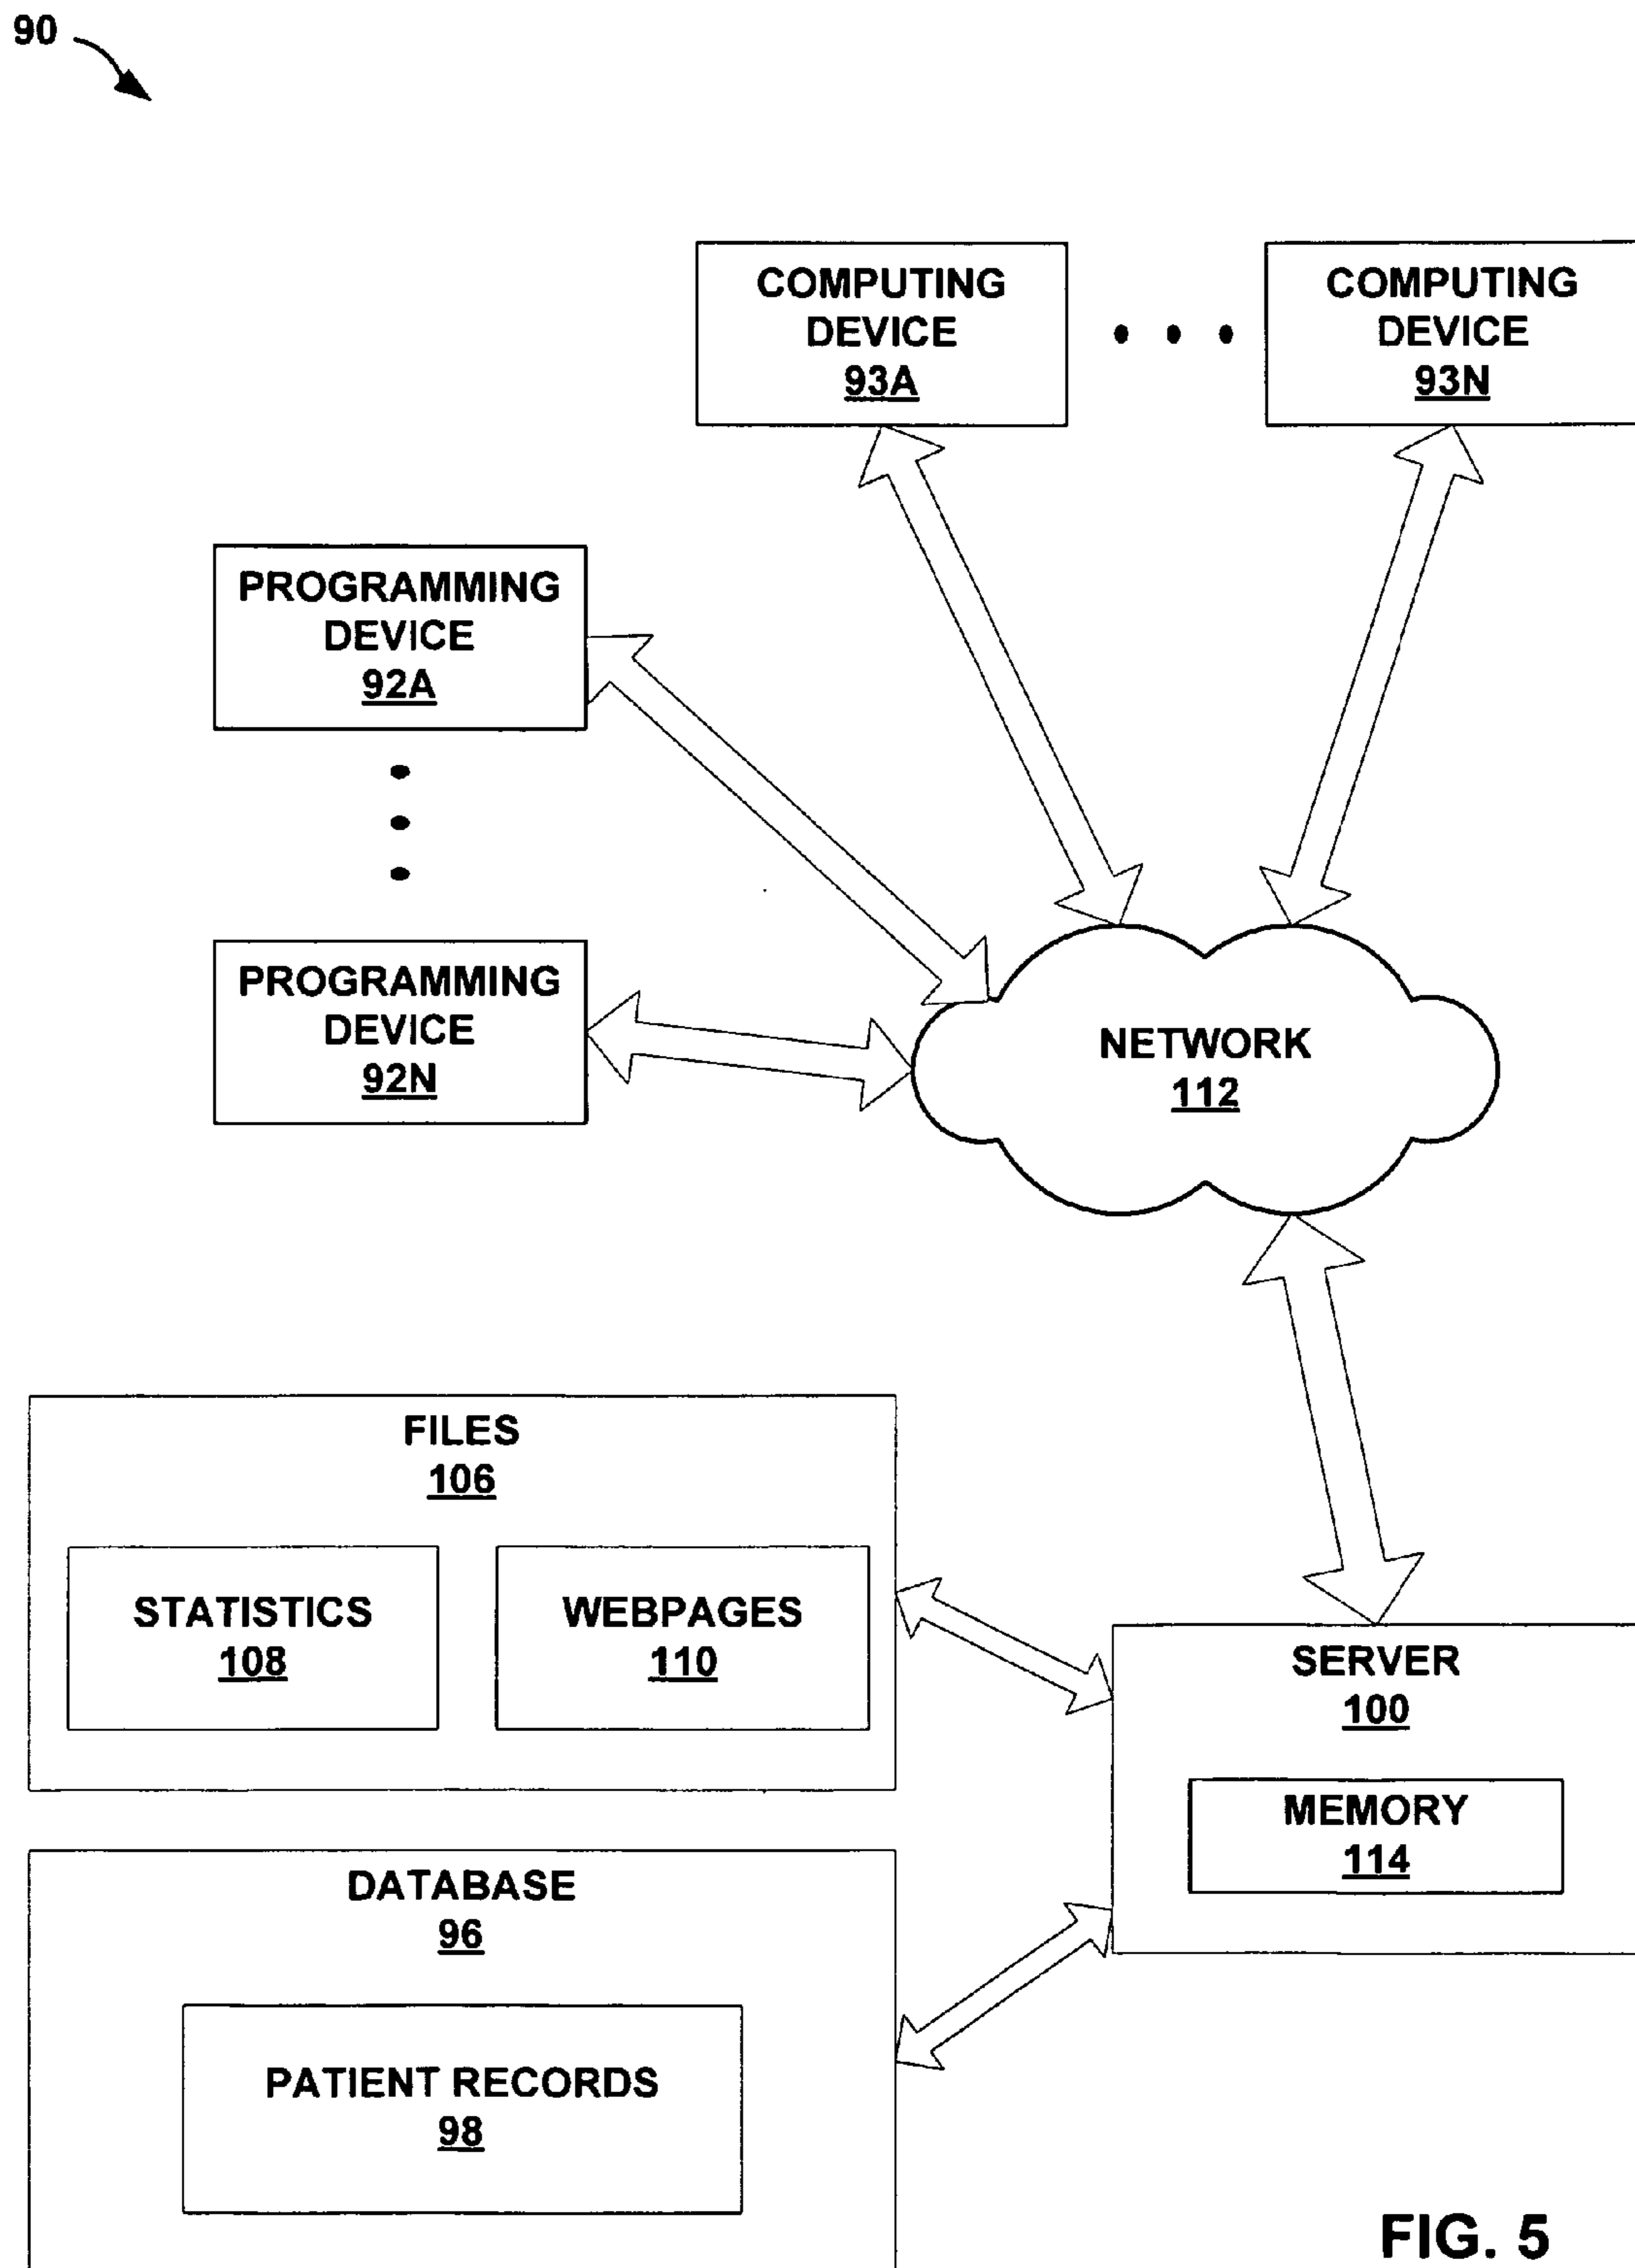 90
COMPUTING
DEVICE
93A
COMPUTING
DEVICE
93N
PROGRAMMING
DEVICE
92A
PROGRAMMING
DEVICE
92N
NETWORK
112
FILES
106
STATISTICS
108
WEBPAGES
110
SERVER
100
MEMORY
114
DATABASE
96
PATIENT RECORDS
98
FIG. 5